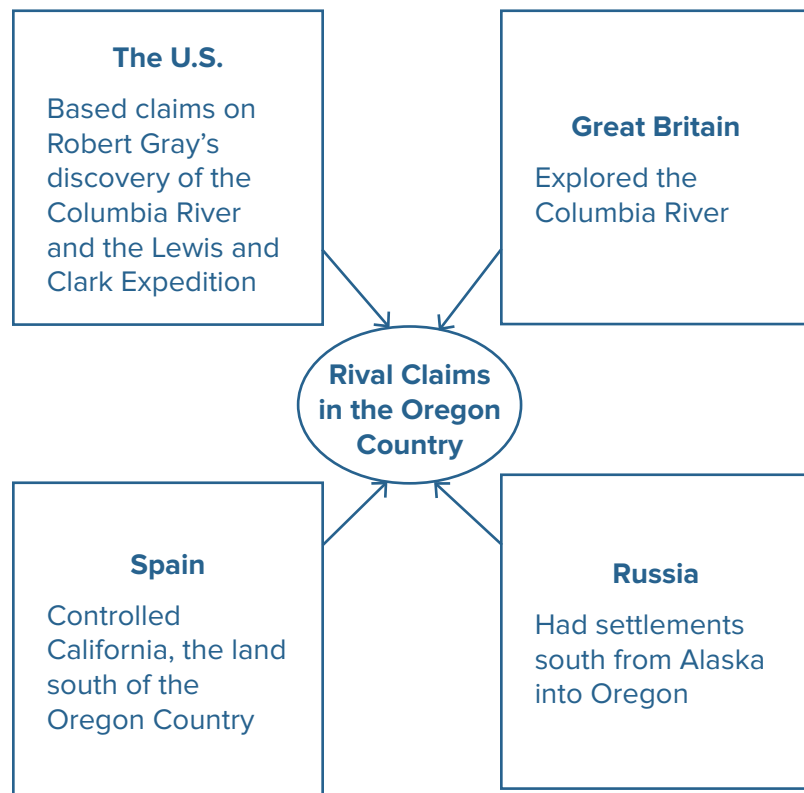 The U.S.
Based claims on
Robert Gray’s
discovery of the
Columbia River
and the Lewis and
Clark Expedition
Great Britain
Explored the
Columbia River
Rival Claims
in the Oregon
Country
Spain
Controlled
California, the land
south of the
Oregon Country
Russia
Had settlements
south from Alaska
into Oregon